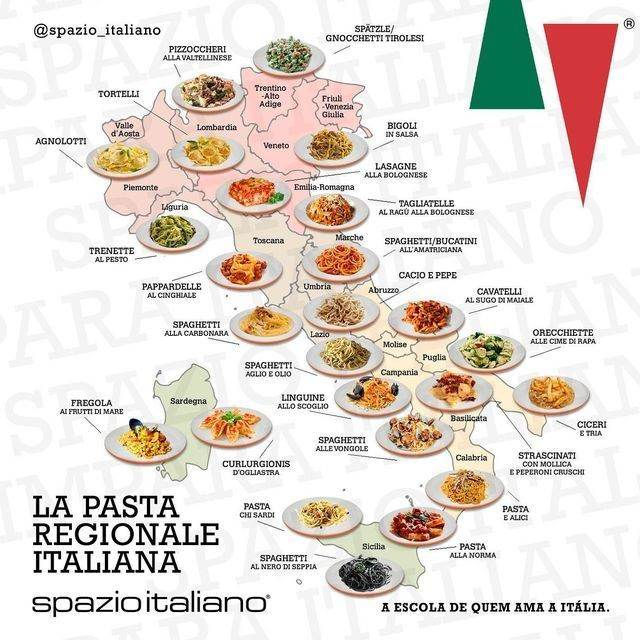 @spazio_italiano
®
SPÄTZLE/
GNOCCHETTI TIROLESI
PIZZOCCHERI
ALLA VALTELLINESE
TORTELLI
AGNOLOTTI
BIGOLI
IN SALSA
LASAGNE
ALLA BOLOGNESE
TAGLIATELLE
AL RAGÙ ALLA BOLOGNESE
TRENETTE
AL PESTO
SPAGHETTI/BUCATINI
ALL'AMATRICIANA
PAPPARDELLE
AL CINGHIALE
CACIO E PEPE
CAVATELLI
AL SUGO DI MAIALE
SPAGHETTI
ALLA CARBONARA
ORECCHIETTE
ALLE CIME DI RAPA
SPAGHETTI
AGLIO E OLIO
LINGUINE
ALLO SCOGLIO
FREGOLA
AI FRUTTI DI MARE
CICERI
E TRIA
SPAGHETTI
ALLE VONGOLE
CURLURGIONIS
D'OGLIASTRA
STRASCINATI
CON MOLLICA
E PEPERONI CRUSCHI
PASTA
E ALICI
PASTA
CHI SARDI
PASTA
ALLA NORMA
SPAGHETTI
AL NERO DI SEPPIA
Trentino
-Alto
Adige
Friuli
-Venezia
Giulia
Valle
d'Aosta
Lombardia
Veneto
Piemonte
Emilia-Romagna
Liguria
Toscana
Marche
Umbria
Abruzzo
Lazio
Molise
Puglia
Campania
Basilicata
Calabria
Sardegna
Sicilia
LA PASTA
REGIONALE
ITALIANA
spazioitaliano®
A ESCOLA DE QUEM AMA A ITÁLIA.